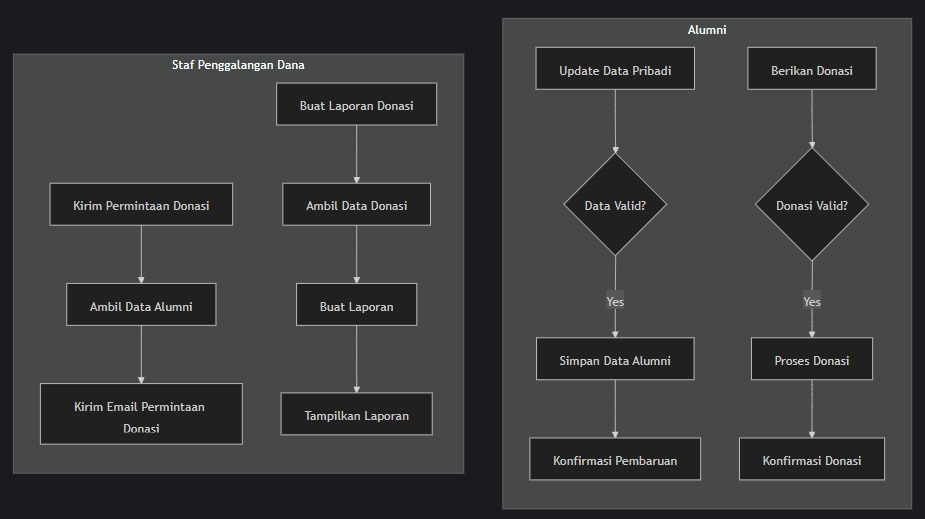 Staf Penggalangan Dana
Buat Laporan Donasi
Kirim Permintaan Donasi
Ambil Data Donasi
Ambil Data Alumni
Buat Laporan
Kirim Email Permintaan
Donasi
Tampilkan Laporan
Alumni
Update Data Pribadi
Berikan Donasi
Data Valid?
Donasi Valid?
Yes
Yes
Simpan Data Alumni
Proses Donasi
Konfirmasi Pembaruan
Konfirmasi Donasi